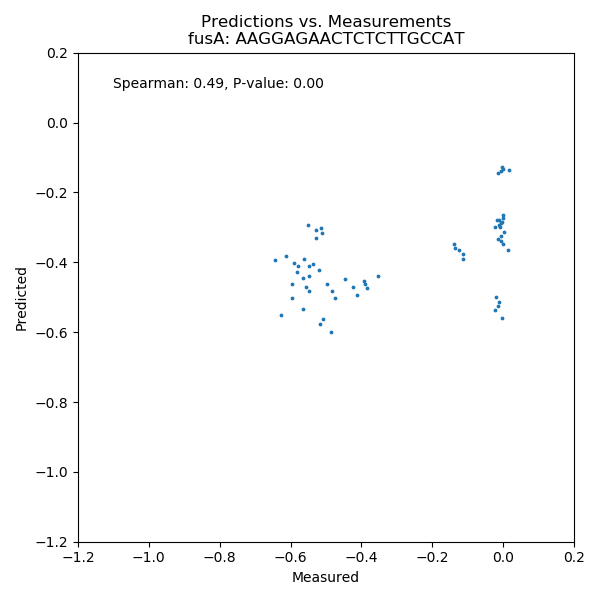 Predictions vs. Measurements
fusA: AAGGAGAACTCTCTTGCCAT
Spearman: 0.49, P-value: 0.00
0.2
0.0
−0.2
−0.4
−0.6
−0.8
−1.0
−1.2
Predicted
−1.2 −1.0 −0.8 −0.6 −0.4 −0.2 0.0 0.2
Measured